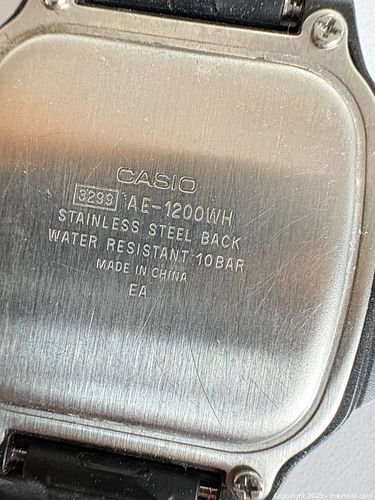 CASIO
3299 AE-1200WH
STAINLESS STEEL BACK
WATER RESISTANT 10BAR
MADE IN CHINA
EA